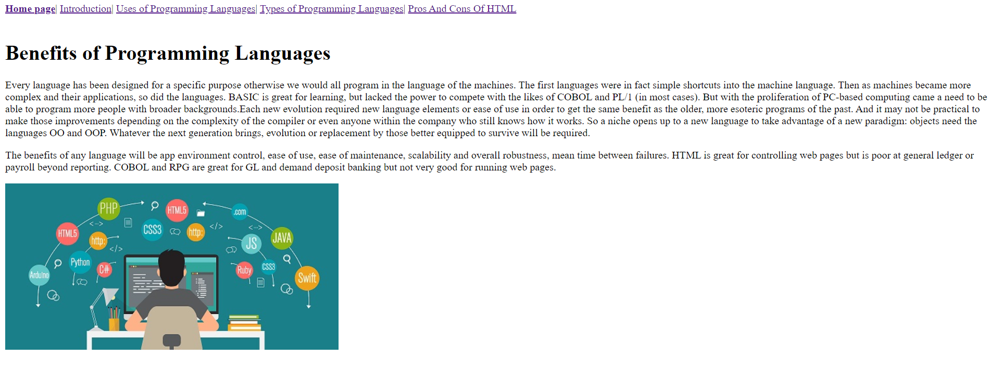 Home page| Introduction| Uses of Programming Languages| Types of Programming Languages| Pros And Cons Of HTML
Benefits of Programming Languages
Every language has been designed for a specific purpose otherwise we would all program in the language of the machines. The first languages were in fact simple shortcuts into the machine language. Then as machines became more
complex and their applications, so did the languages. BASIC is great for learning, but lacked the power to compete with the likes of COBOL and PL/1 (in most cases). But with the proliferation of PC-based computing came a need to be
able to program more people with broader backgrounds.Each new evolution required new language elements or ease of use in order to get the same benefit as the older, more esoteric programs of the past. And it may not be practical to
make those improvements depending on the complexity of the compiler or even anyone within the company who still knows how it works. So a niche opens up to a new language to take advantage of a new paradigm: objects need the
languages OO and OOP. Whatever the next generation brings, evolution or replacement by those better equipped to survive will be required.
The benefits of any language will be app environment control, ease of use, ease of maintenance, scalability and overall robustness, mean time between failures. HTML is great for controlling web pages but is poor at general ledger or
payroll beyond reporting. COBOL and RPG are great for GL and demand deposit banking but not very good for running web pages.
PHP
HTML5
.com
HTML5
http:
CSS3
http:
</>
<...>
<...>
JS
JAVA
</>
Python
C#
Ruby
CSS3
Arduino
Swift